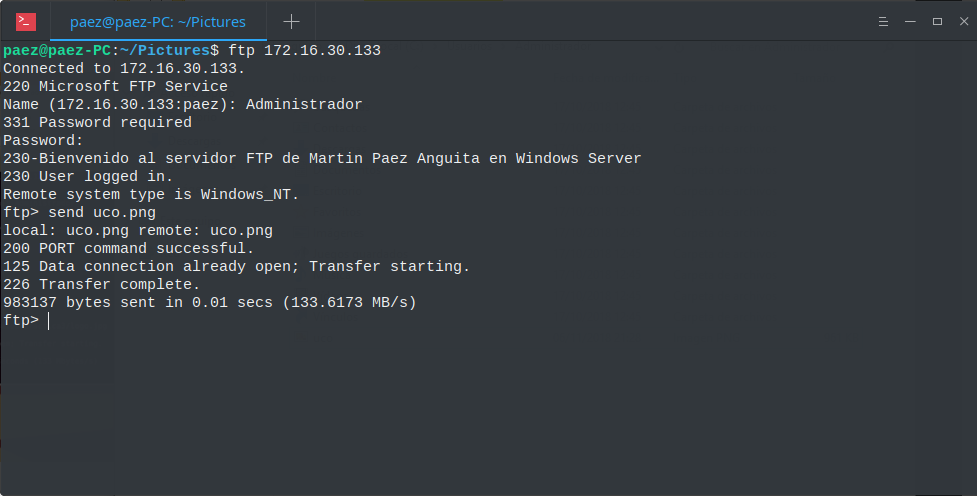 paez@paez-PC: ~/Pictures
paez@paez-PC:~/Pictures$ ftp 172.16.30.133
Connected to 172.16.30.133.
220 Microsoft FTP Service
Name (172.16.30.133:paez): Administrador
331 Password required
Password:
230-Bienvenido al servidor FTP de Martin Paez Anguita en Windows Server
230 User logged in.
Remote system type is Windows_NT.
ftp> send uco.png
local: uco.png remote: uco.png
200 PORT command successful.
125 Data connection already open; Transfer starting.
226 Transfer complete.
983137 bytes sent in 0.01 secs (133.6173 MB/s)
ftp>